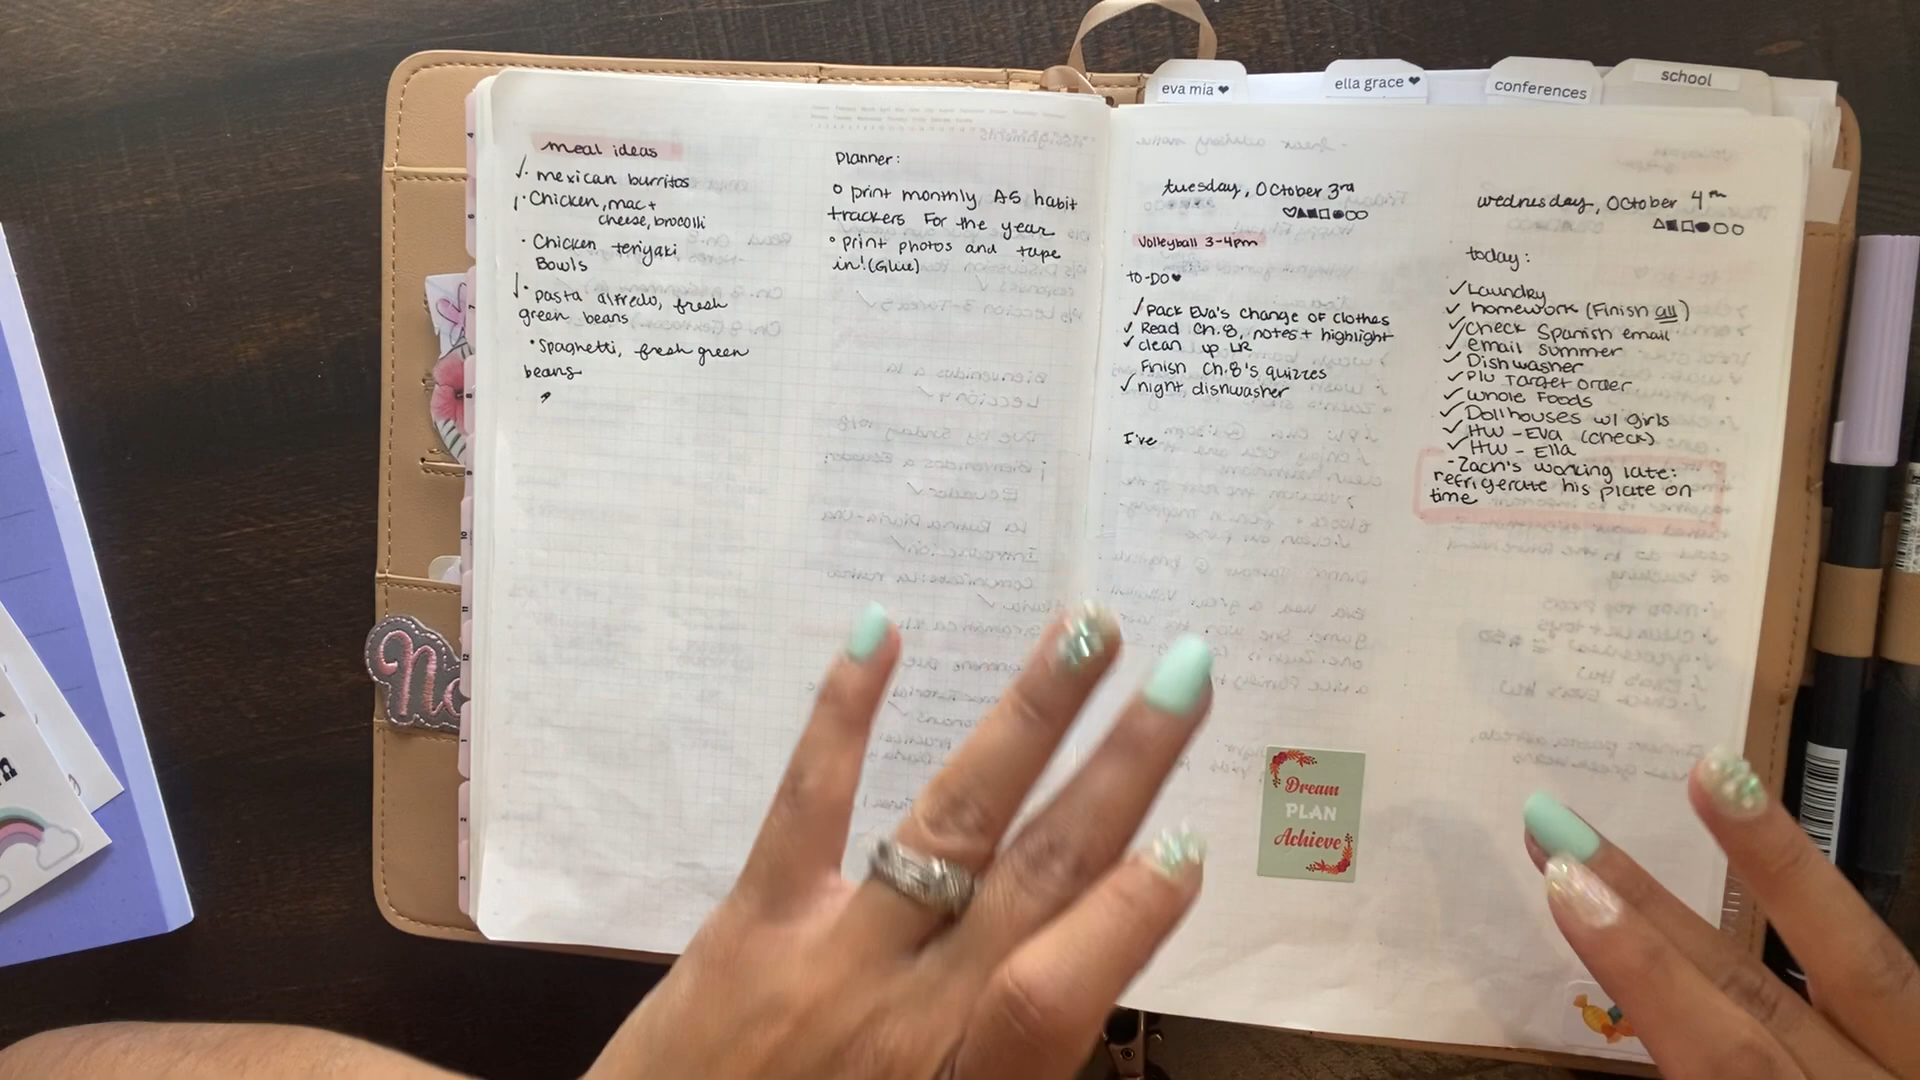 eva mia ❤
ella grace ❤
conferences
school
meal ideas
✓· mexican burritos
✓· Chicken, mac +
cheese, brocolli
· Chicken teriyaki
Bowls
✓· pasta alfredo, fresh
green beans
· Spaghetti, fresh green
beans
Planner:
o print monthly AG habit
trackers For the year
° print photos and tape
in! (Glue)
tuesday, October 3rd
Volleyball 3-4pm
TO-DO ♥
✓ Pack Eva's change of clothes
✓ Read Ch. 8, notes + highlight
✓ clean up LR
Finish Ch. 8's quizzes
✓ night dishwasher
I've
Dream
PLAN
Achieve
wednesday, October 4th
today:
✓ Laundry
✓ homework (Finish all)
✓ check Spanish email
✓ email summer
✓ Dishwasher
✓ PIU Target order
✓ whole Foods
✓ Dollhouses w/ girls
✓ HW - Eva (check)
✓ HW - Ella
- Zach's working late:
refrigerate his plate on
time